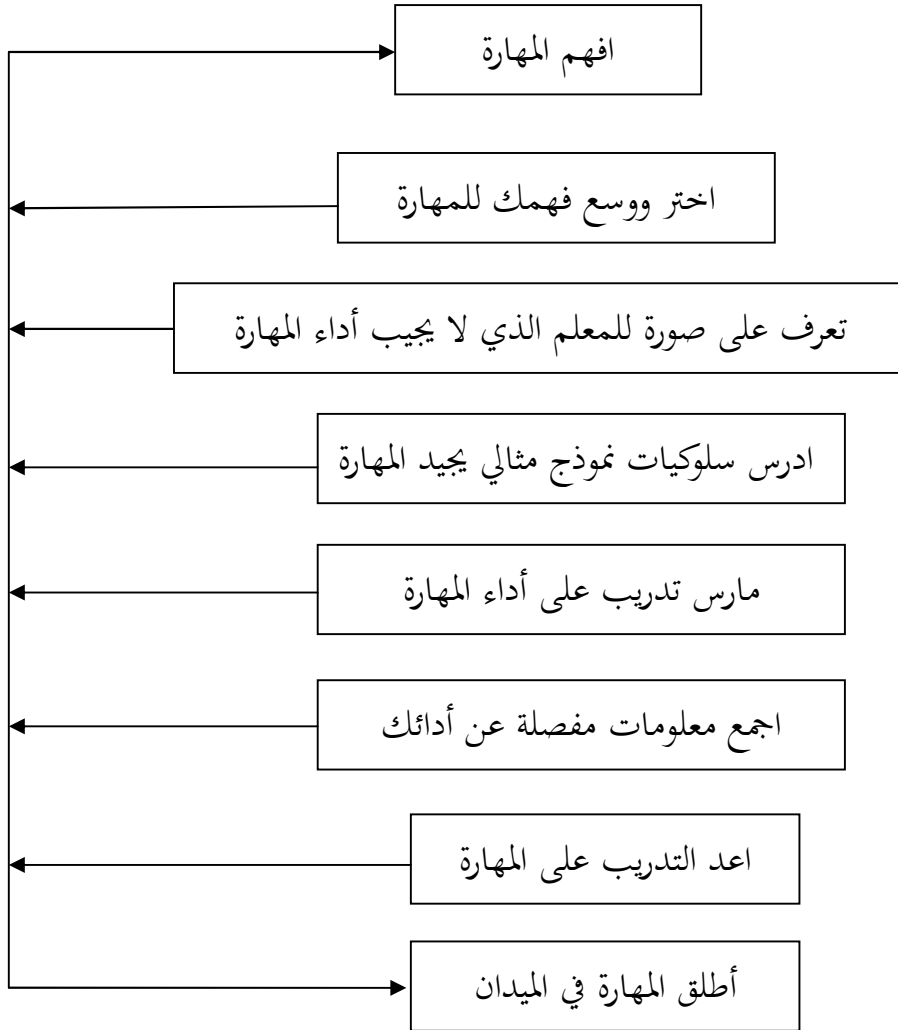 افهم المهارة
اختر ووسع فهمك للمهارة
تعرف على صورة للمعلم الذي لا يجيب أداء المهارة
ادرس سلوكيات نموذج مثالي يجيد المهارة
مارس تدريب على أداء المهارة
اجمع معلومات مفصلة عن أدائك
اعد التدريب على المهارة
أطلق المهارة في الميدان